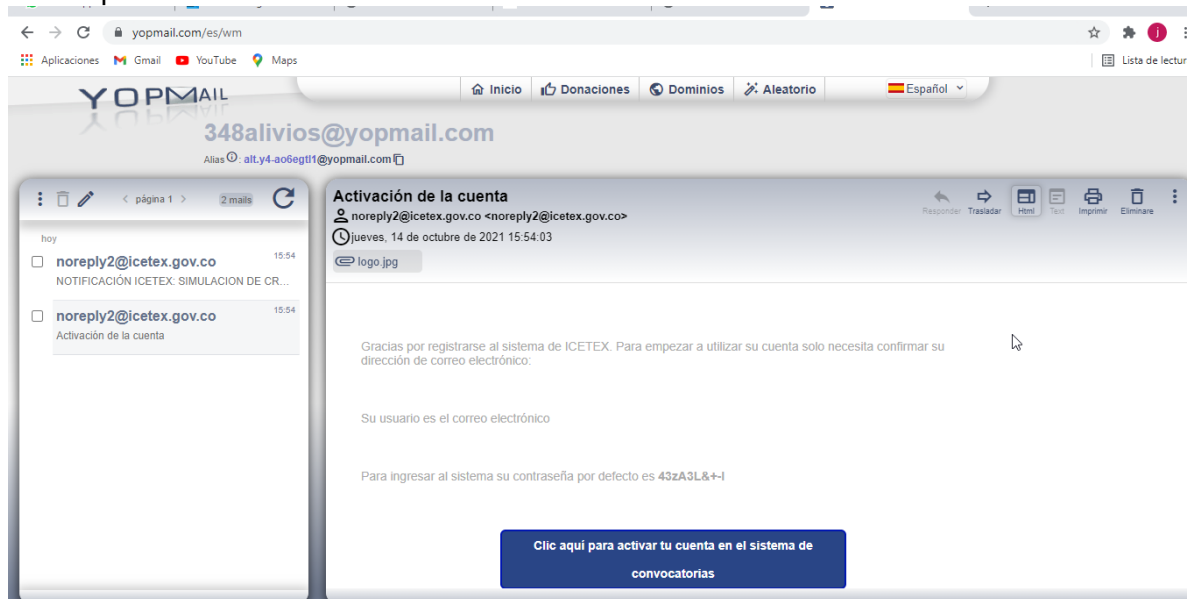 yopmail.com/es/wm
Aplicaciones Gmail YouTube Maps Lista de lectur
YOPMAIL
Inicio Donaciones Dominios Aleatorio Español
348alivios@yopmail.com
Alias : alt.y4-ao6egtl1@yopmail.com
página 1 2 mails
hoy
noreply2@icetex.gov.co 15:54
NOTIFICACIÓN ICETEX: SIMULACION DE CR...
noreply2@icetex.gov.co 15:54
Activación de la cuenta
Activación de la cuenta
noreply2@icetex.gov.co <noreply2@icetex.gov.co>
jueves, 14 de octubre de 2021 15:54:03
logo.jpg
Responder Trasladar Html Text Imprimir Eliminare
Gracias por registrarse al sistema de ICETEX. Para empezar a utilizar su cuenta solo necesita confirmar su
dirección de correo electrónico:
Su usuario es el correo electrónico
Para ingresar al sistema su contraseña por defecto es 43zA3L&+-I
Clic aquí para activar tu cuenta en el sistema de
convocatorias